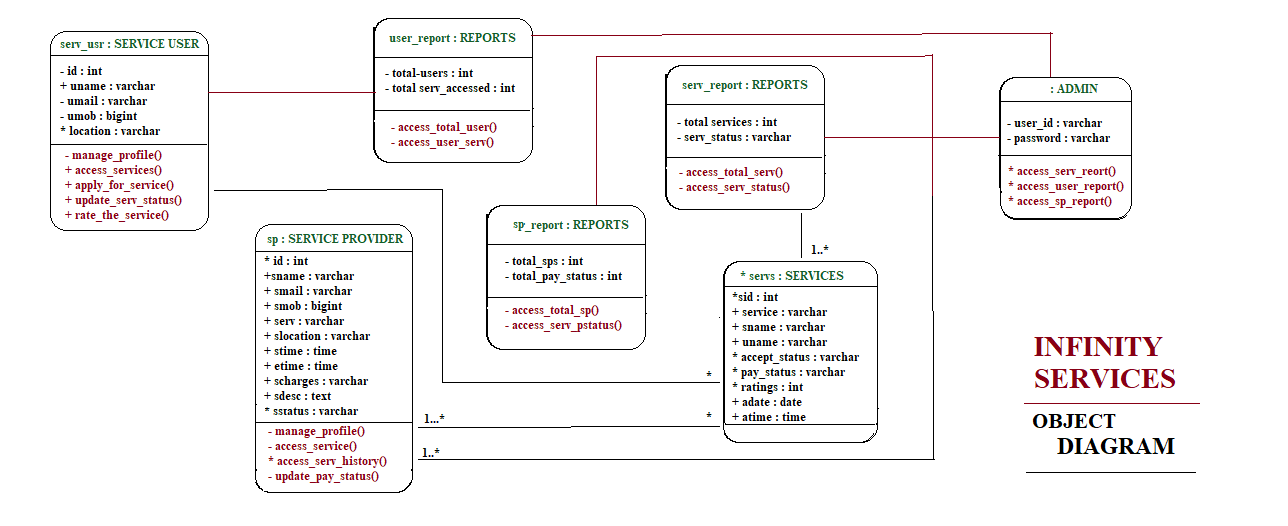 serv_usr : SERVICE USER
- id : int
+ uname : varchar
- umail : varchar
- umob : bigint
* location : varchar
- manage_profile()
+ access_services()
+ apply_for_service()
+ update_serv_status()
+ rate_the_service()
user_report : REPORTS
- total-users : int
- total serv_accessed : int
- access_total_user()
- access_user_serv()
serv_report : REPORTS
- total services : int
- serv_status : varchar
- access_total_serv()
- access_serv_status()
: ADMIN
- user_id : varchar
- password : varchar
* access_serv_reort()
* access_user_report()
* access_sp_report()
sp : SERVICE PROVIDER
* id : int
+sname : varchar
+ smail : varchar
+ smob : bigint
+ serv : varchar
+ slocation : varchar
+ stime : time
+ etime : time
+ scharges : varchar
+ sdesc : text
* sstatus : varchar
- manage_profile()
- access_service()
* access_serv_history()
- update_pay_status()
sp_report : REPORTS
- total_sps : int
- total_pay_status : int
- access_total_sp()
- access_serv_pstatus()
1..*
* servs : SERVICES
*sid : int
+ service : varchar
+ sname : varchar
+ uname : varchar
* accept_status : varchar
* pay_status : varchar
* ratings : int
+ adate : date
+ atime : time
*
1...*
*
1..*
INFINITY
SERVICES
OBJECT
DIAGRAM